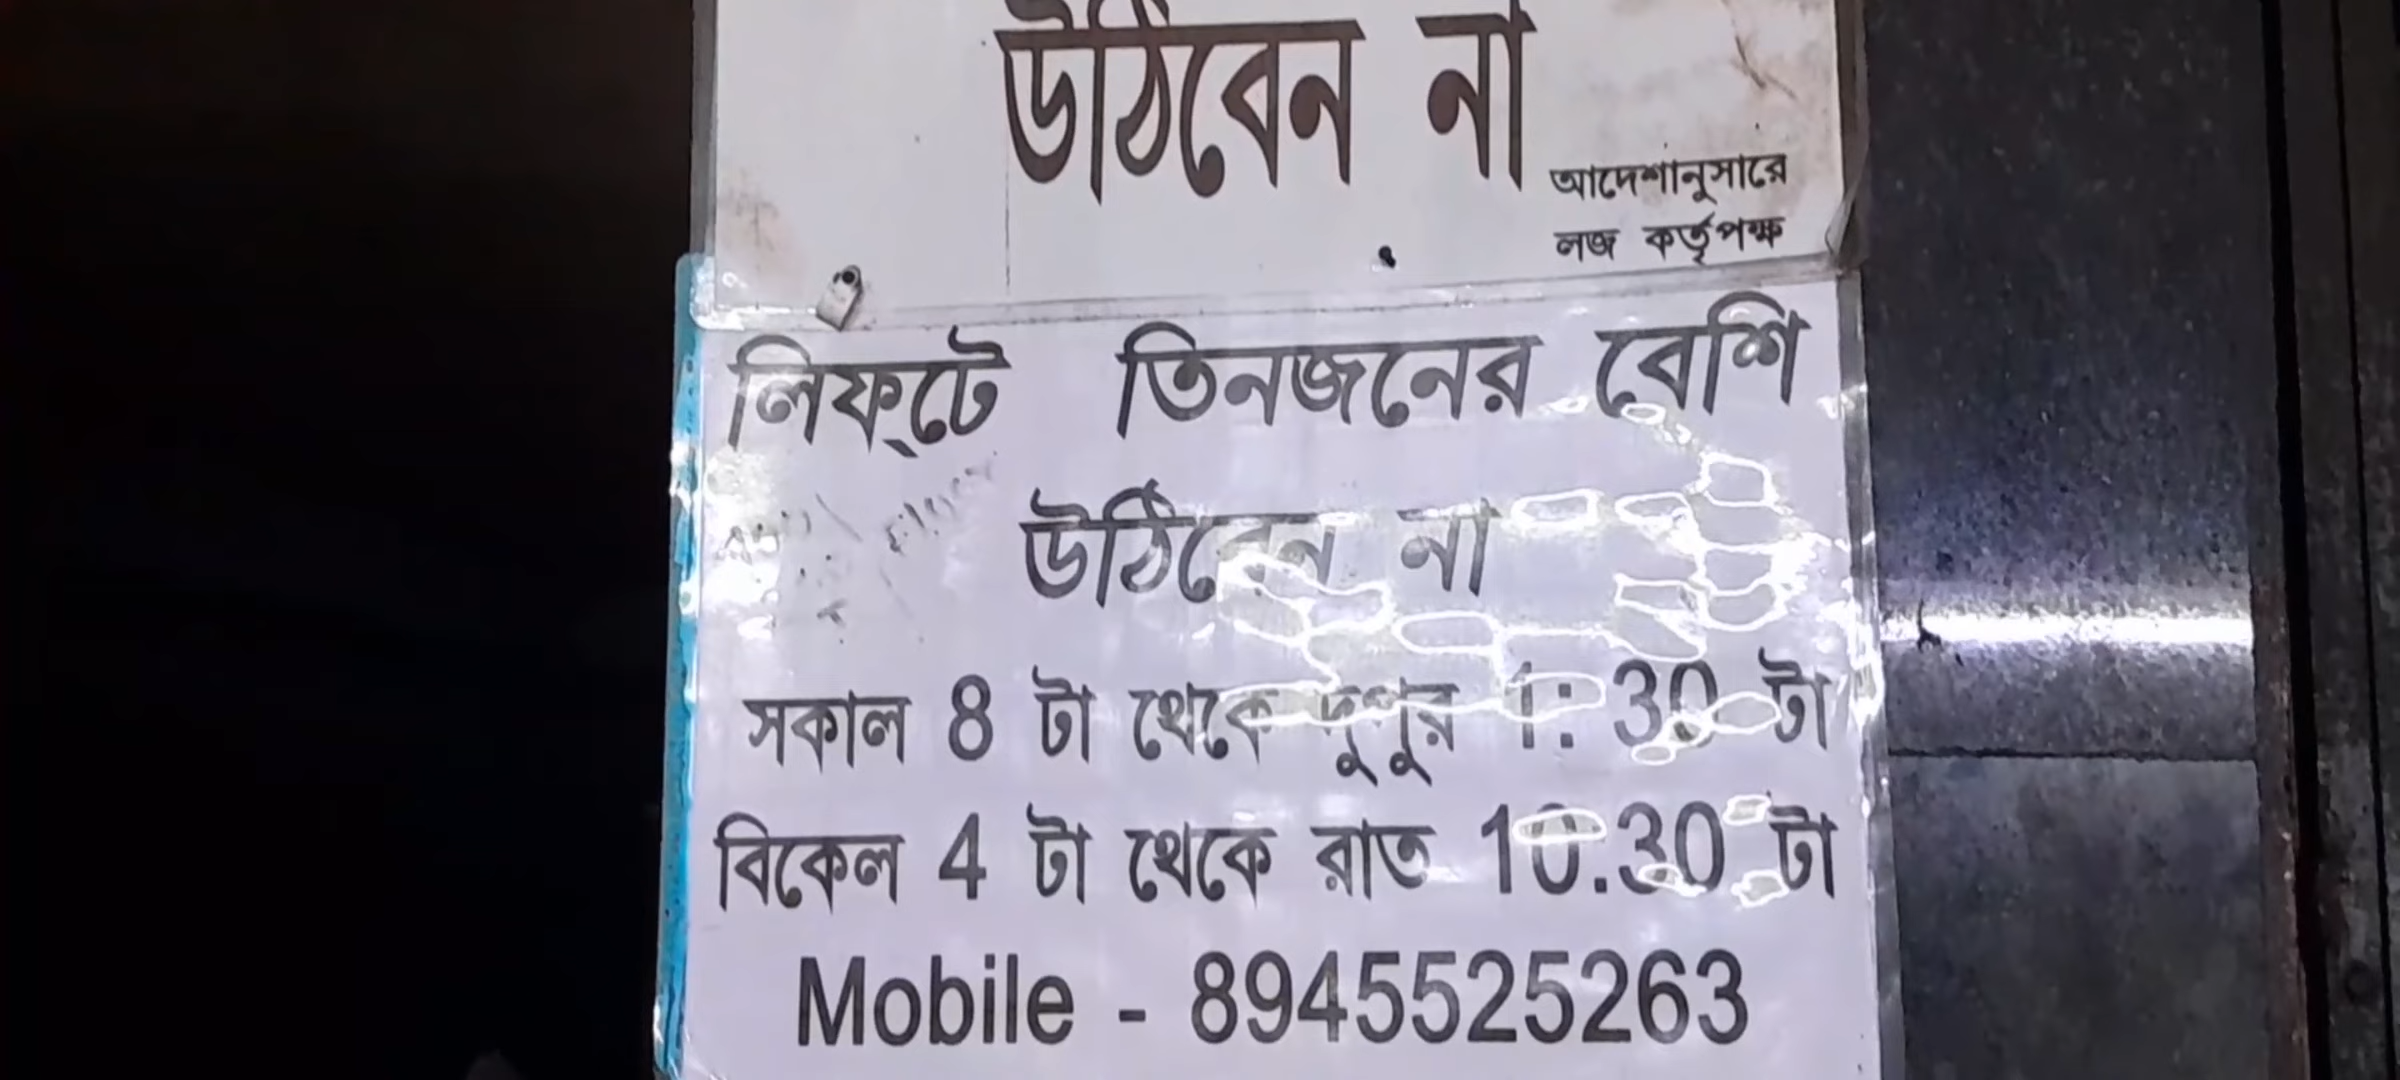 উঠিবেন না
আদেশানুসারে
লজ কর্তৃপক্ষ
লিফ্‌টে তিনজনের বেশি
উঠিবেন না
সকাল 8 টা থেকে দুপুর 1: 30 টা
বিকেল 4 টা থেকে রাত 10.30 টা
Mobile - 8945525263